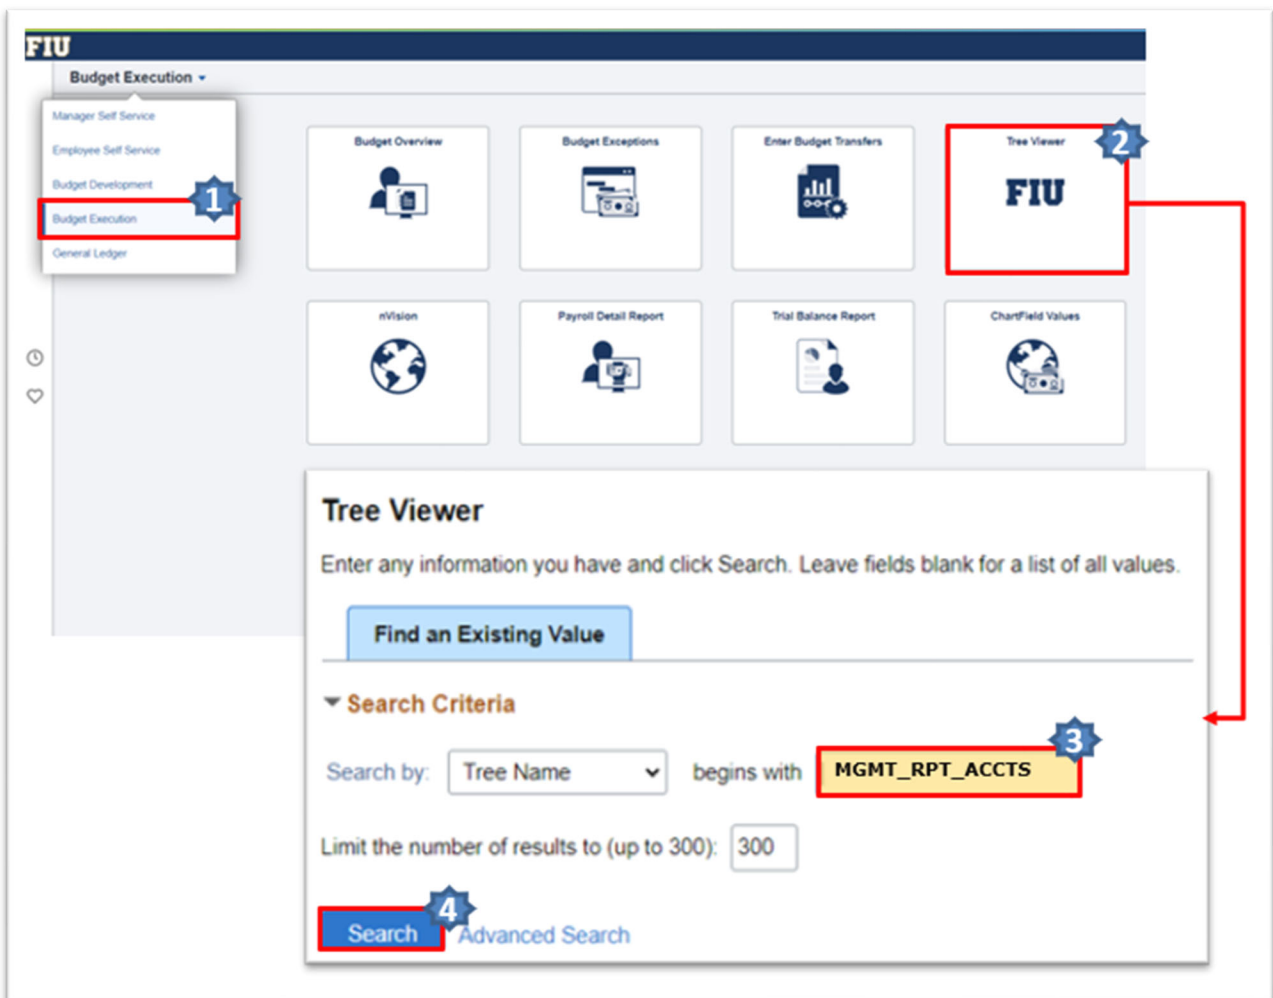 FIU
Budget Execution
Manager Self Service
Employee Self Service
Budget Development
1
Budget Execution
General Ledger
Budget Overview
Budget Exceptions
Enter Budget Transfers
Tree Viewer
2
FIU
nVision
Payroll Detail Report
Trial Balance Report
ChartField Values
Tree Viewer
Enter any information you have and click Search. Leave fields blank for a list of all values.
Find an Existing Value
Search Criteria
3
Search by: Tree Name begins with MGMT_RPT_ACCTS
Limit the number of results to (up to 300): 300
4
Search Advanced Search